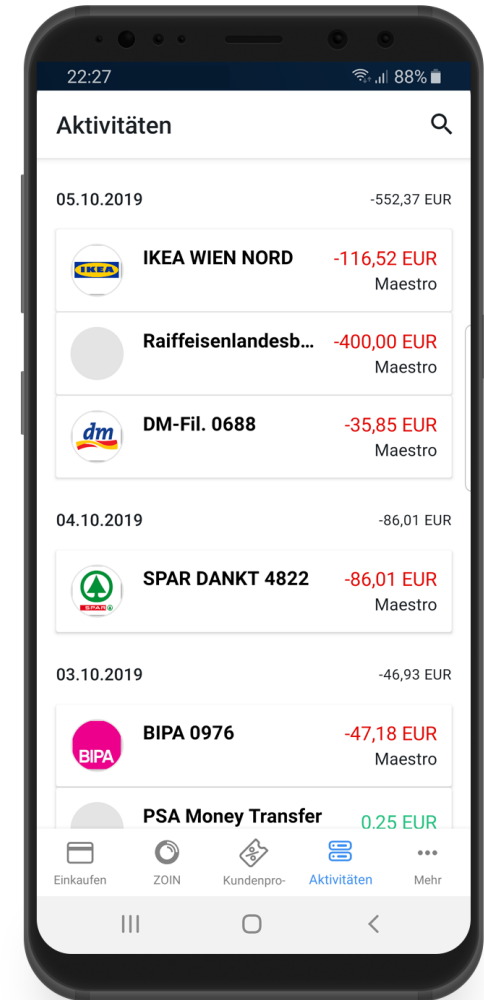 22:27 88%
Aktivitäten
05.10.2019 -552,37 EUR
IKEA IKEA WIEN NORD -116,52 EUR
Maestro
Raiffeisenlandesb... -400,00 EUR
Maestro
dm DM-Fil. 0688 -35,85 EUR
Maestro
04.10.2019 -86,01 EUR
SPAR SPAR DANKT 4822 -86,01 EUR
Maestro
03.10.2019 -46,93 EUR
BIPA BIPA 0976 -47,18 EUR
Maestro
PSA Money Transfer 0,25 EUR
Einkaufen ZOIN Kundenpro- Aktivitäten Mehr